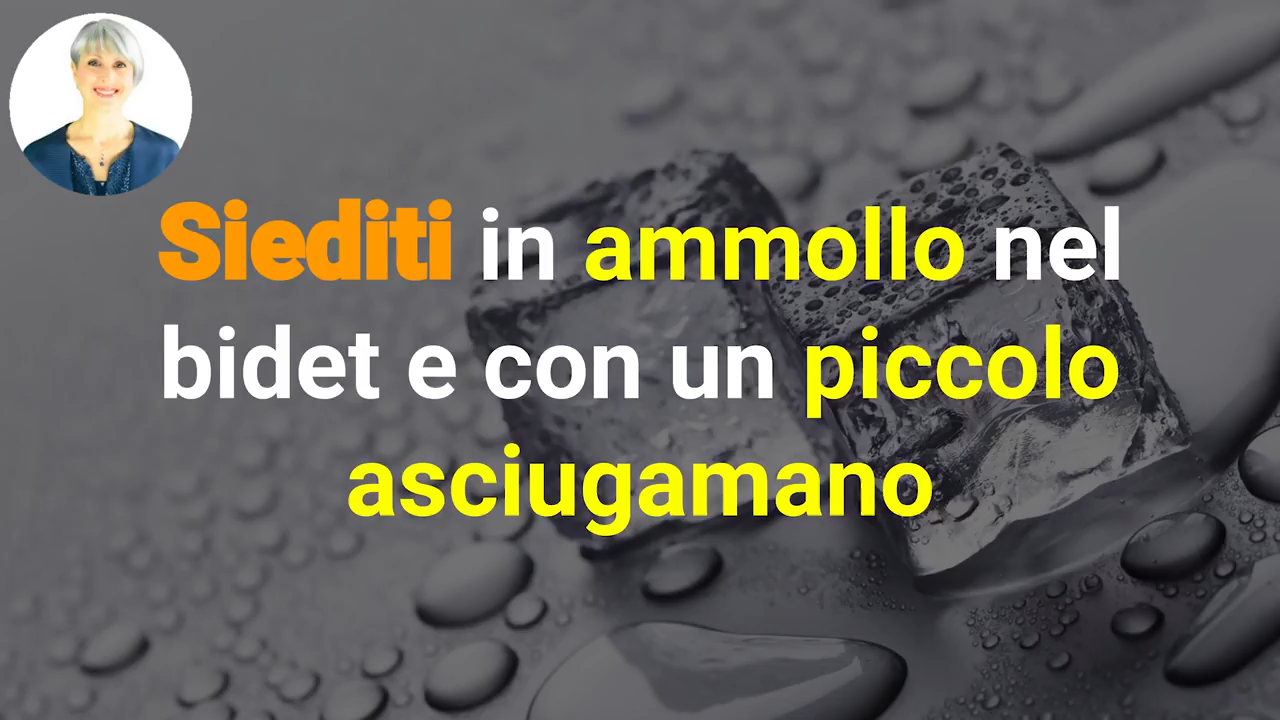 Siediti in ammollo nel
bidet e con un piccolo
asciugamano